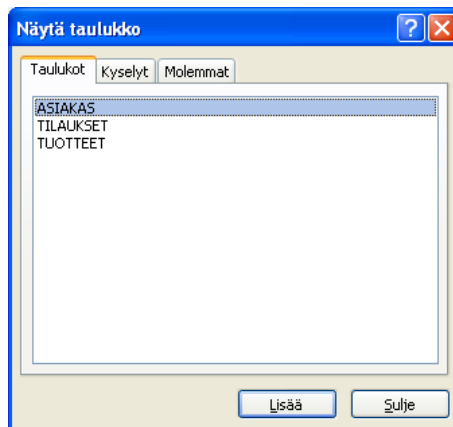 Näytä taulukko
Taulukot Kyselyt Molemmat
ASIAKAS
TILAUKSET
TUOTTEET
Lisää Sulje